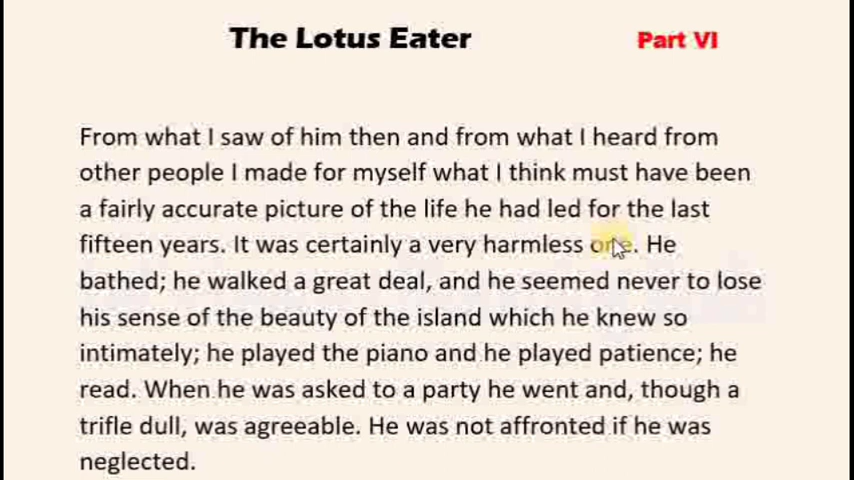 The Lotus Eater Part VI
From what I saw of him then and from what I heard from
other people I made for myself what I think must have been
a fairly accurate picture of the life he had led for the last
fifteen years. It was certainly a very harmless one. He
bathed; he walked a great deal, and he seemed never to lose
his sense of the beauty of the island which he knew so
intimately; he played the piano and he played patience; he
read. When he was asked to a party he went and, though a
trifle dull, was agreeable. He was not affronted if he was
neglected.